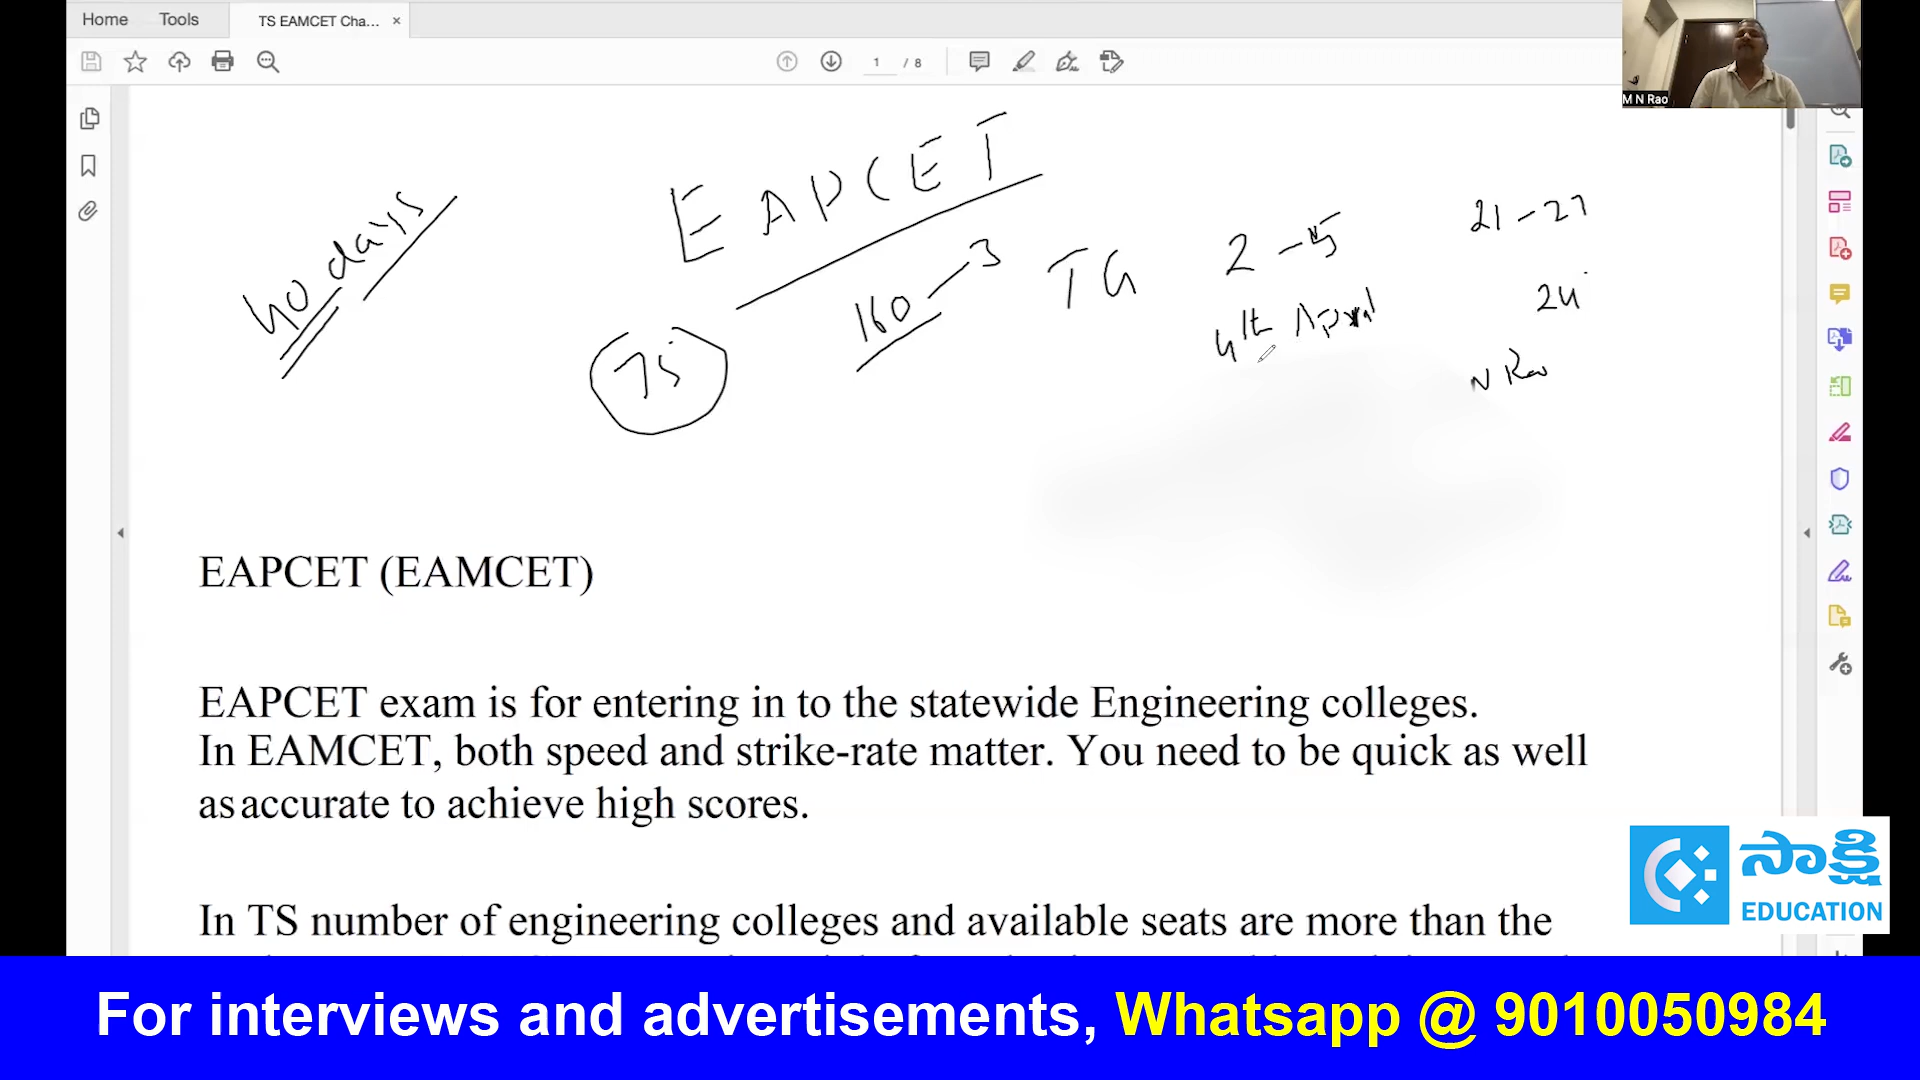 Home Tools TS EAMCET Cha... ×
1 / 8
M N Rao
EAPCET
40 days
21 - 27
2 - 5
160 - 3
TG
24
4th April
75
N Rao
EAPCET (EAMCET)
EAPCET exam is for entering in to the statewide Engineering colleges.
In EAMCET, both speed and strike-rate matter. You need to be quick as well
as accurate to achieve high scores.
In TS number of engineering colleges and available seats are more than the
సాక్షి
EDUCATION
For interviews and advertisements, Whatsapp @ 9010050984